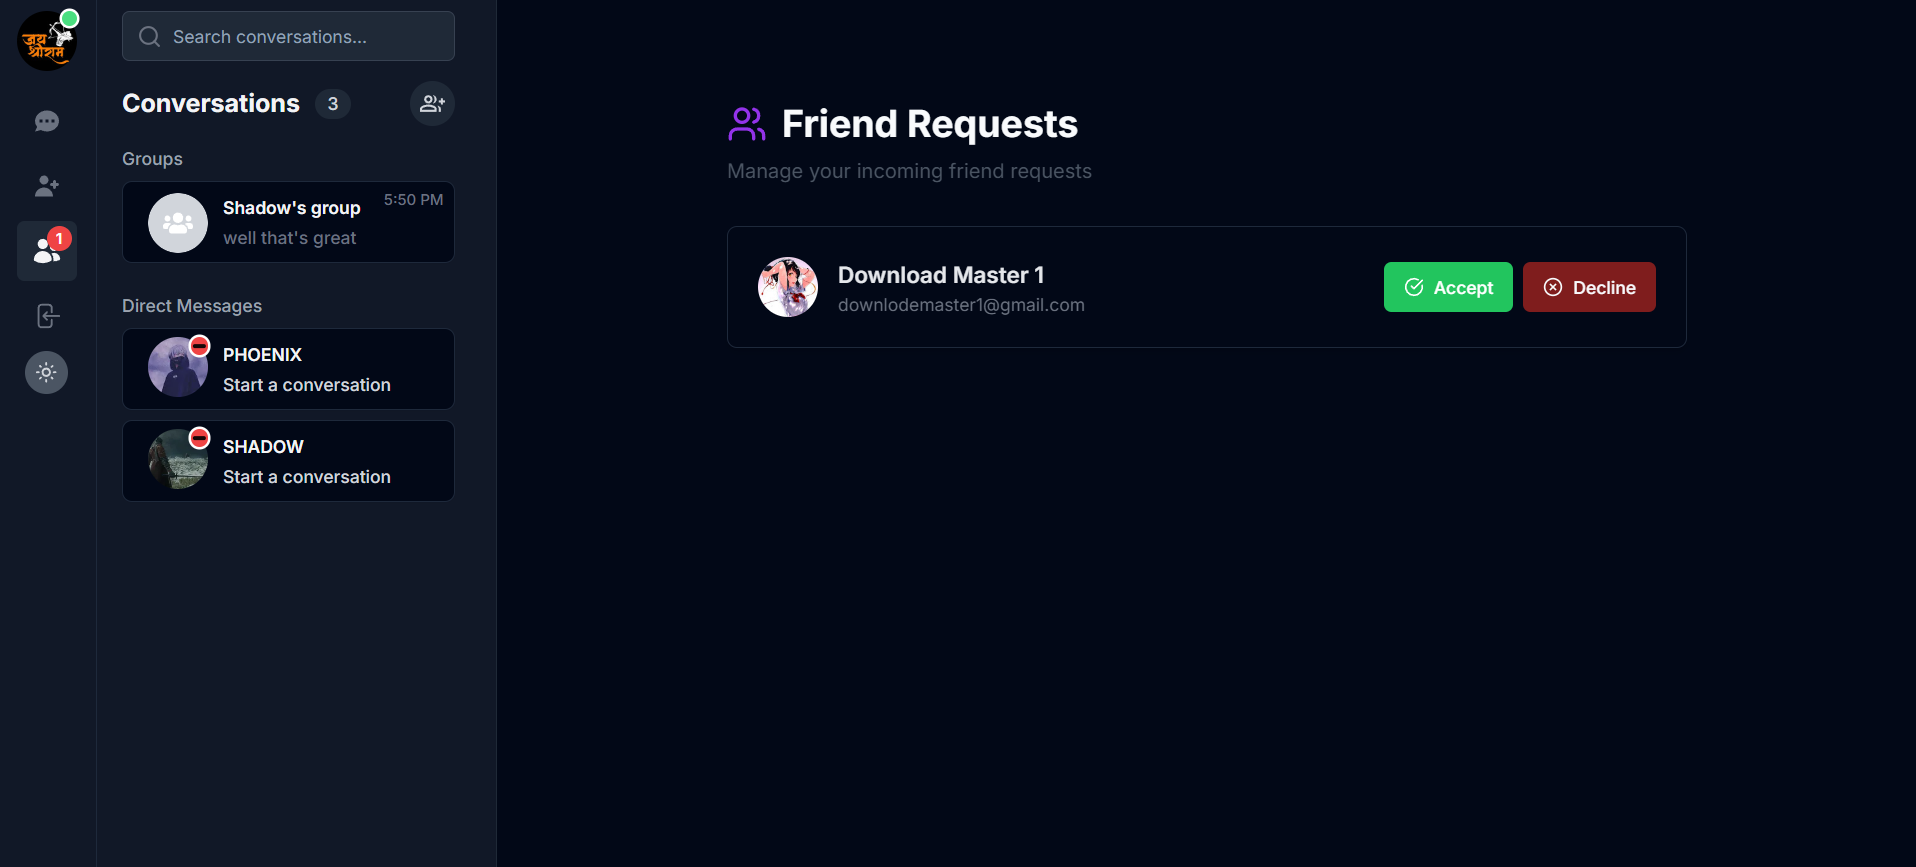 जय
श्रीराम
Search conversations...
Conversations 3
Groups
Shadow's group 5:50 PM
well that's great
Direct Messages
PHOENIX
Start a conversation
SHADOW
Start a conversation
1
Friend Requests
Manage your incoming friend requests
Download Master 1
downlodemaster1@gmail.com
Accept
Decline